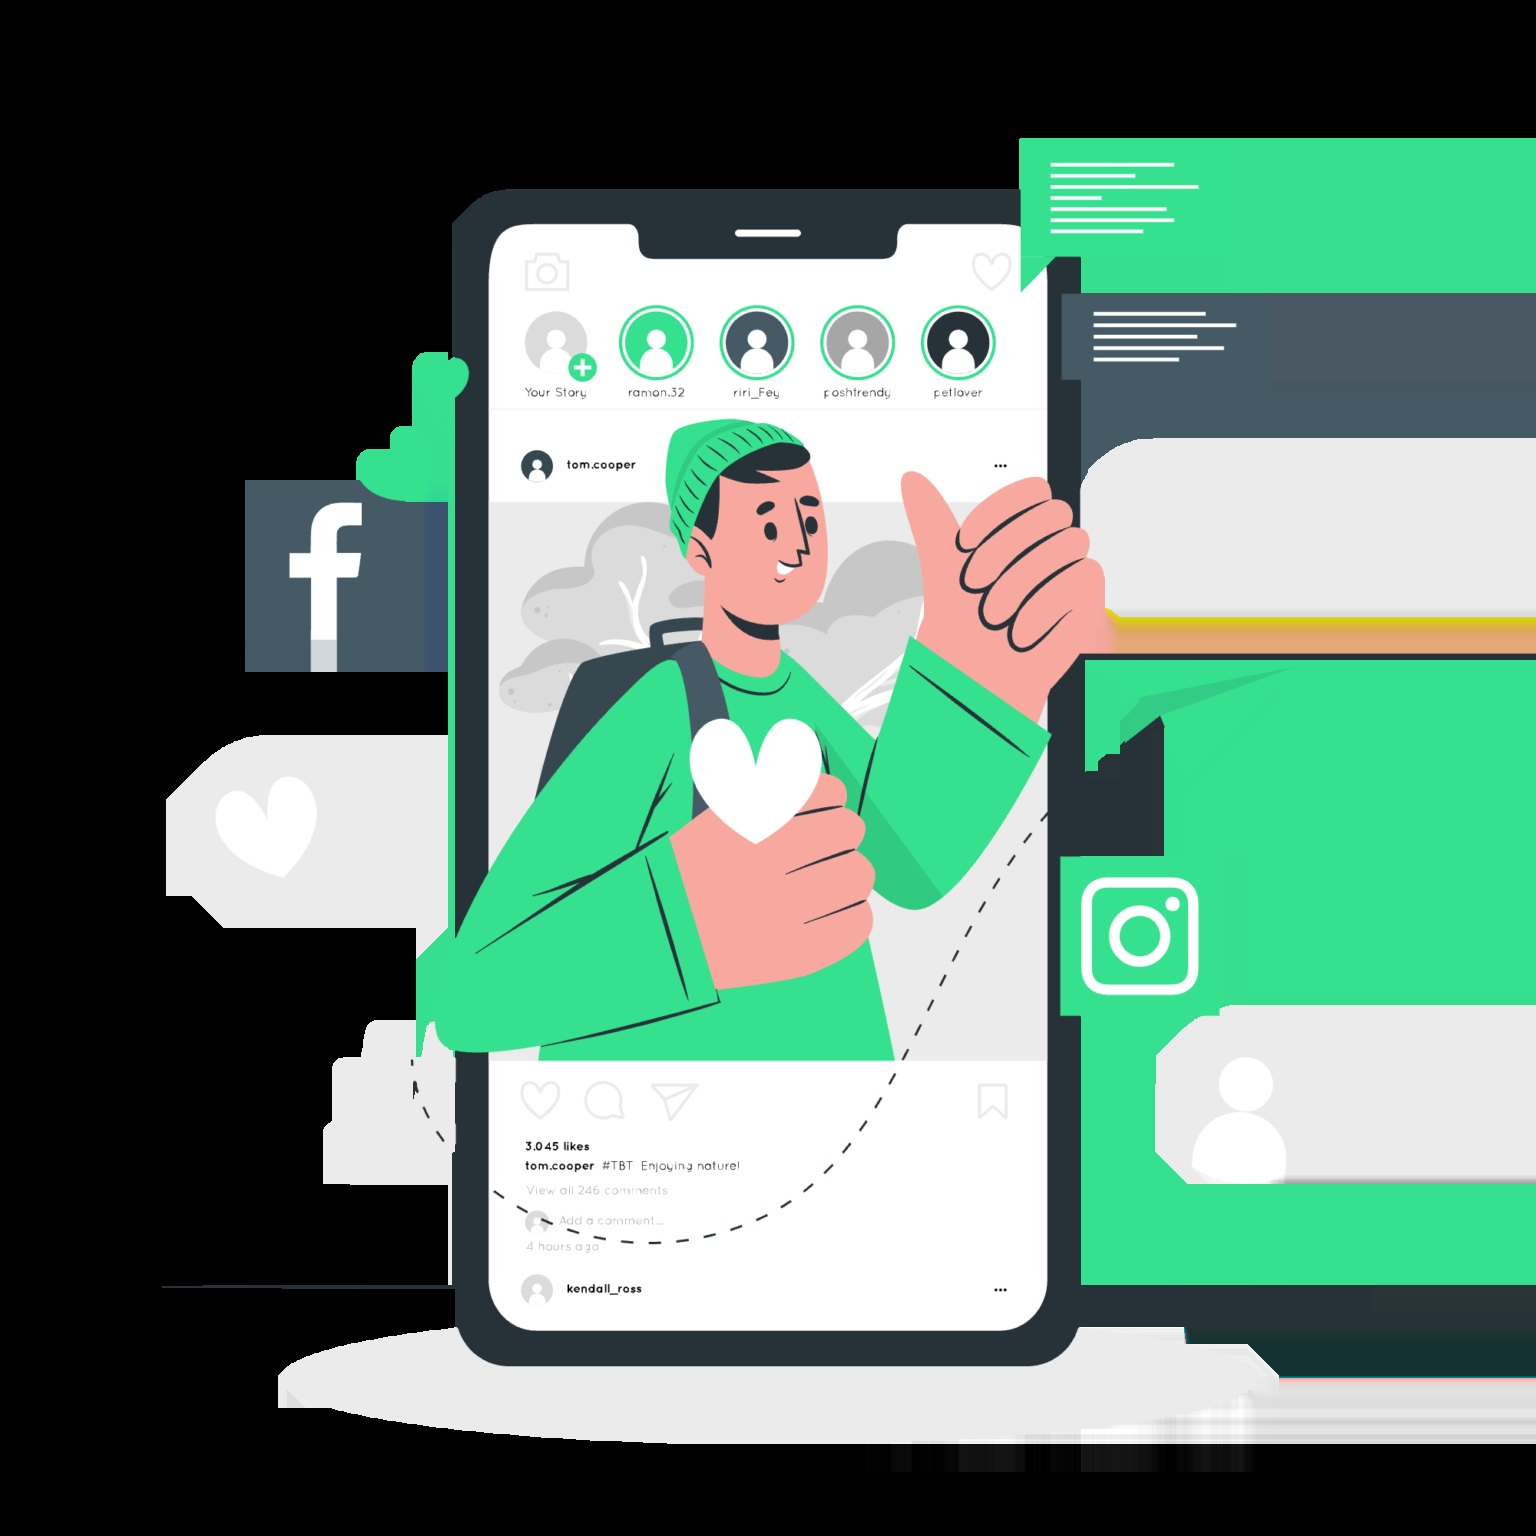 Your Story
ramon.32
riri_Fey
poshtrendy
petlover
tom.cooper
3.045 likes
tom.cooper #TBT Enjoying nature!
View all 246 comments
Add a comment...
4 hours ago
kendall_ross